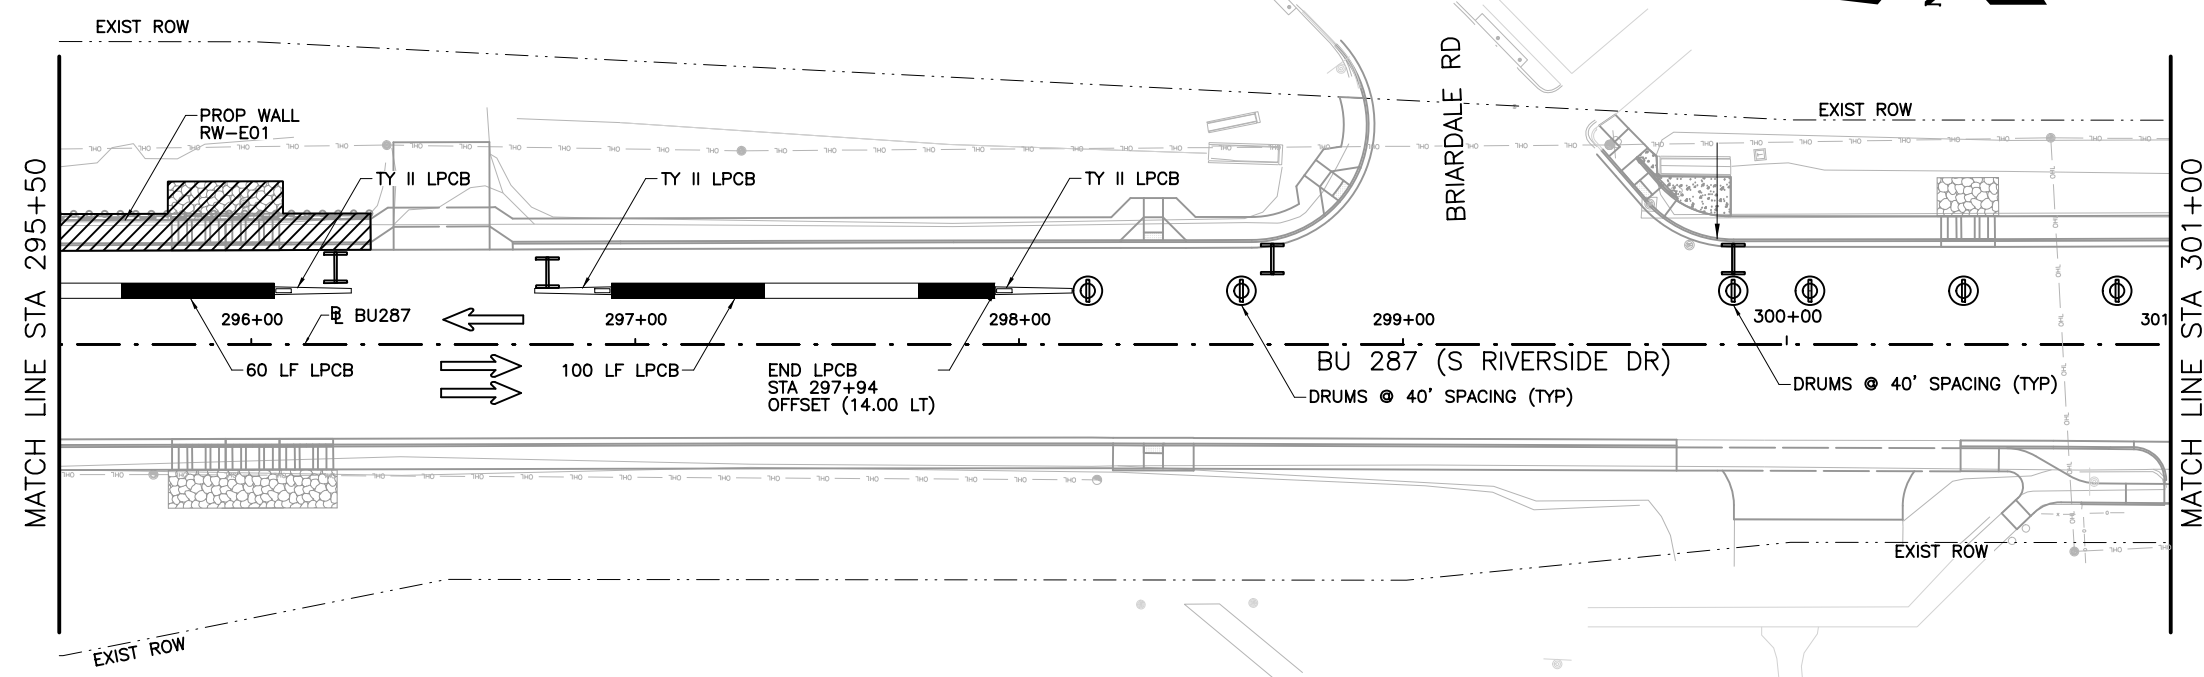 EXIST ROW
N
BRIARDALE RD
EXIST ROW
PROP WALL
RW-E01
TY II LPCB
TY II LPCB
TY II LPCB
MATCH LINE STA 295+50
MATCH LINE STA 301+00
296+00
BU287
297+00
298+00
299+00
300+00
301
60 LF LPCB
100 LF LPCB
END LPCB
STA 297+94
OFFSET (14.00 LT)
BU 287 (S RIVERSIDE DR)
DRUMS @ 40' SPACING (TYP)
DRUMS @ 40' SPACING (TYP)
EXIST ROW
EXIST ROW
OHL